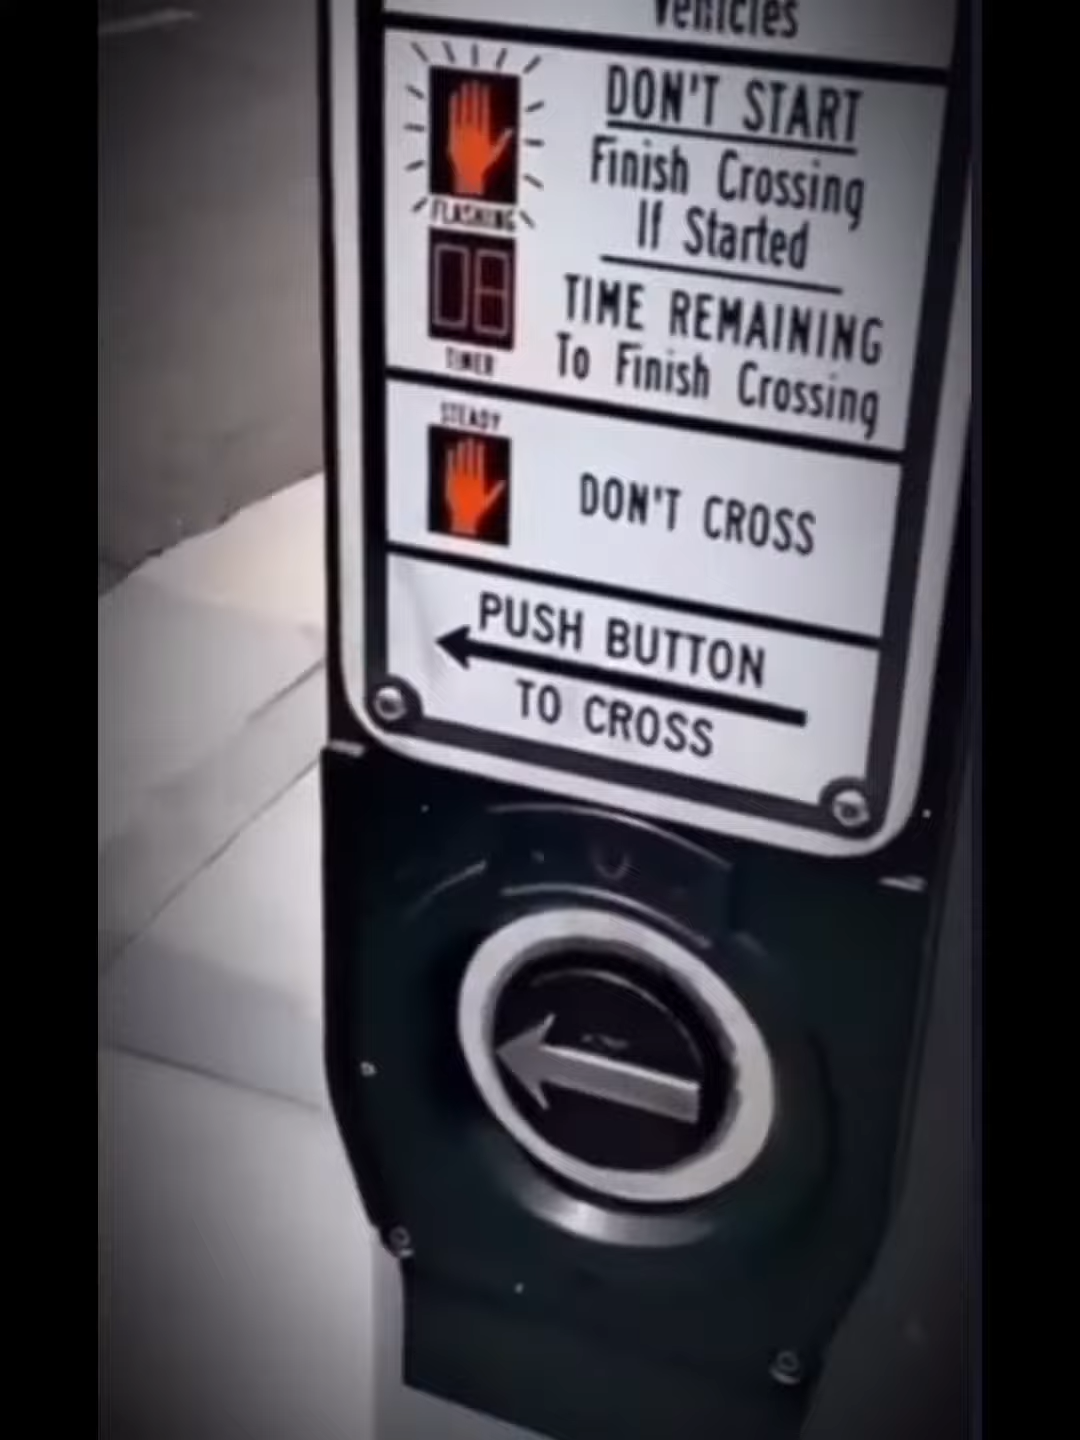 Vehicles
DON'T START
Finish Crossing
If Started
FLASHING
TIME REMAINING
To Finish Crossing
TIMER
STEADY
DON'T CROSS
PUSH BUTTON
TO CROSS